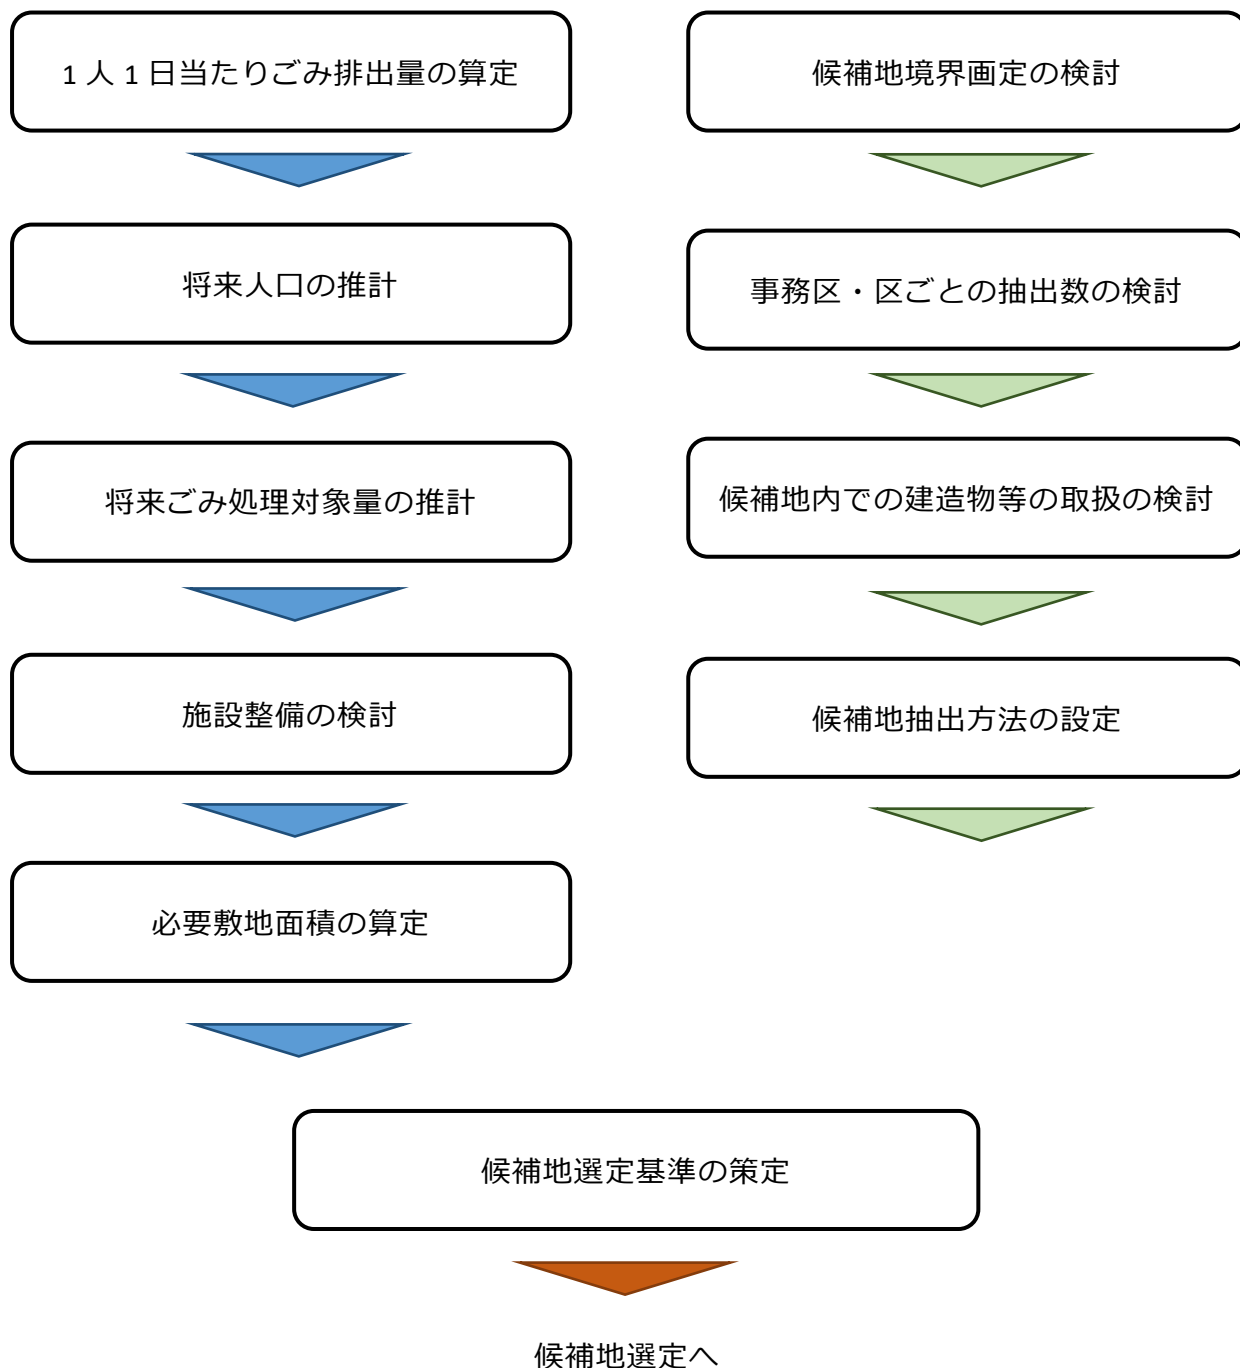 1人1日当たりごみ排出量の算定
将来人口の推計
将来ごみ処理対象量の推計
施設整備の検討
必要敷地面積の算定
候補地境界画定の検討
事務区・区ごとの抽出数の検討
候補地内での建造物等の取扱の検討
候補地抽出方法の設定
候補地選定基準の策定
候補地選定へ